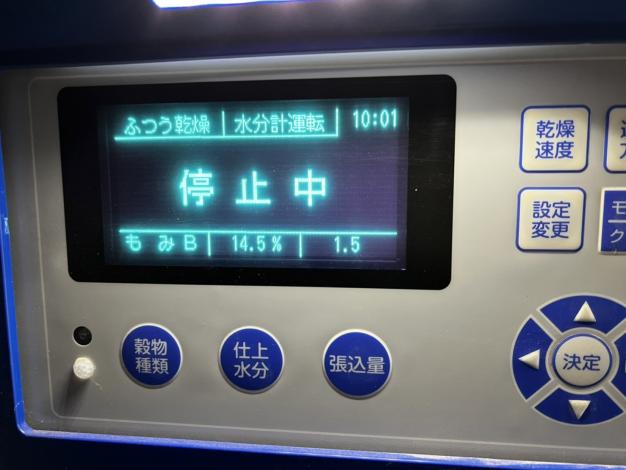 ふつう乾燥 水分計運転 10:01
停止中
もみB 14.5% 1.5
乾燥
速度
設定
変更
穀物
種類
仕上
水分
張込量
決定